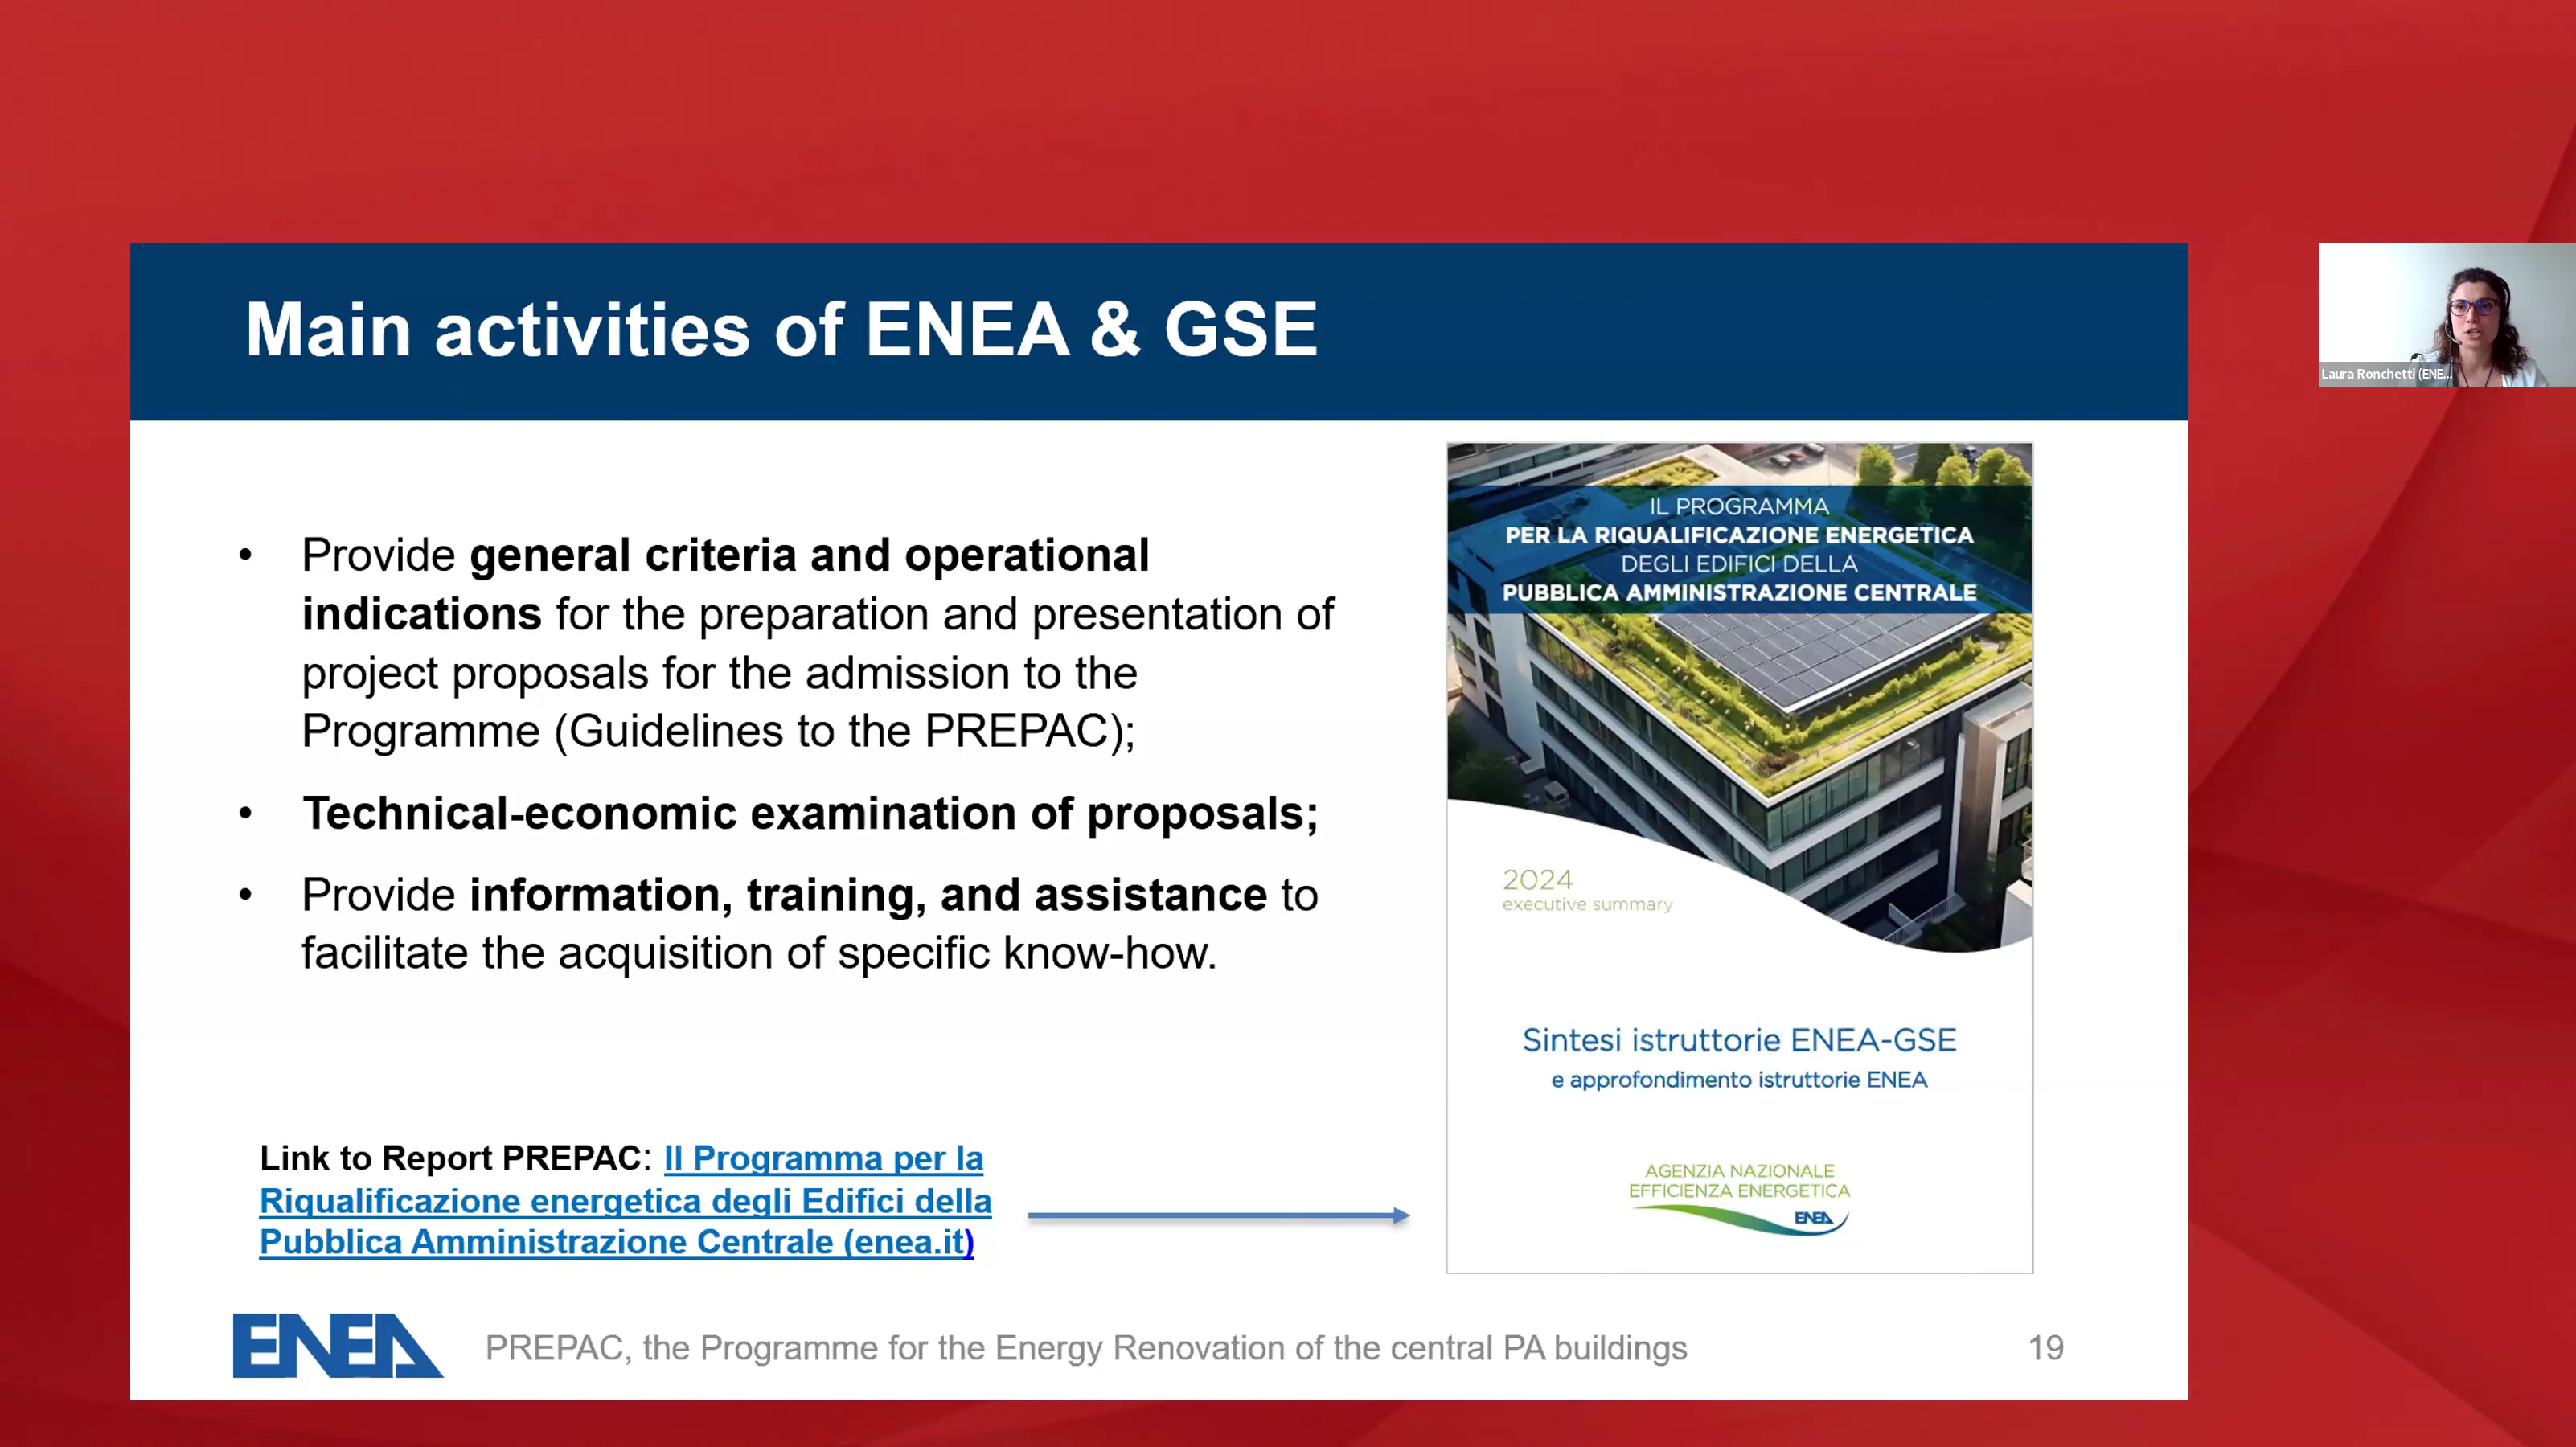 Main activities of ENEA & GSE
Laura Ronchetti (ENE...
• Provide general criteria and operational
indications for the preparation and presentation of
project proposals for the admission to the
Programme (Guidelines to the PREPAC);
• Technical-economic examination of proposals;
• Provide information, training, and assistance to
facilitate the acquisition of specific know-how.
Link to Report PREPAC: Il Programma per la
Riqualificazione energetica degli Edifici della
Pubblica Amministrazione Centrale (enea.it)
IL PROGRAMMA
PER LA RIQUALIFICAZIONE ENERGETICA
DEGLI EDIFICI DELLA
PUBBLICA AMMINISTRAZIONE CENTRALE
2024
executive summary
Sintesi istruttorie ENEA-GSE
e approfondimento istruttorie ENEA
AGENZIA NAZIONALE
EFFICIENZA ENERGETICA
ENEA
ENEA
PREPAC, the Programme for the Energy Renovation of the central PA buildings
19